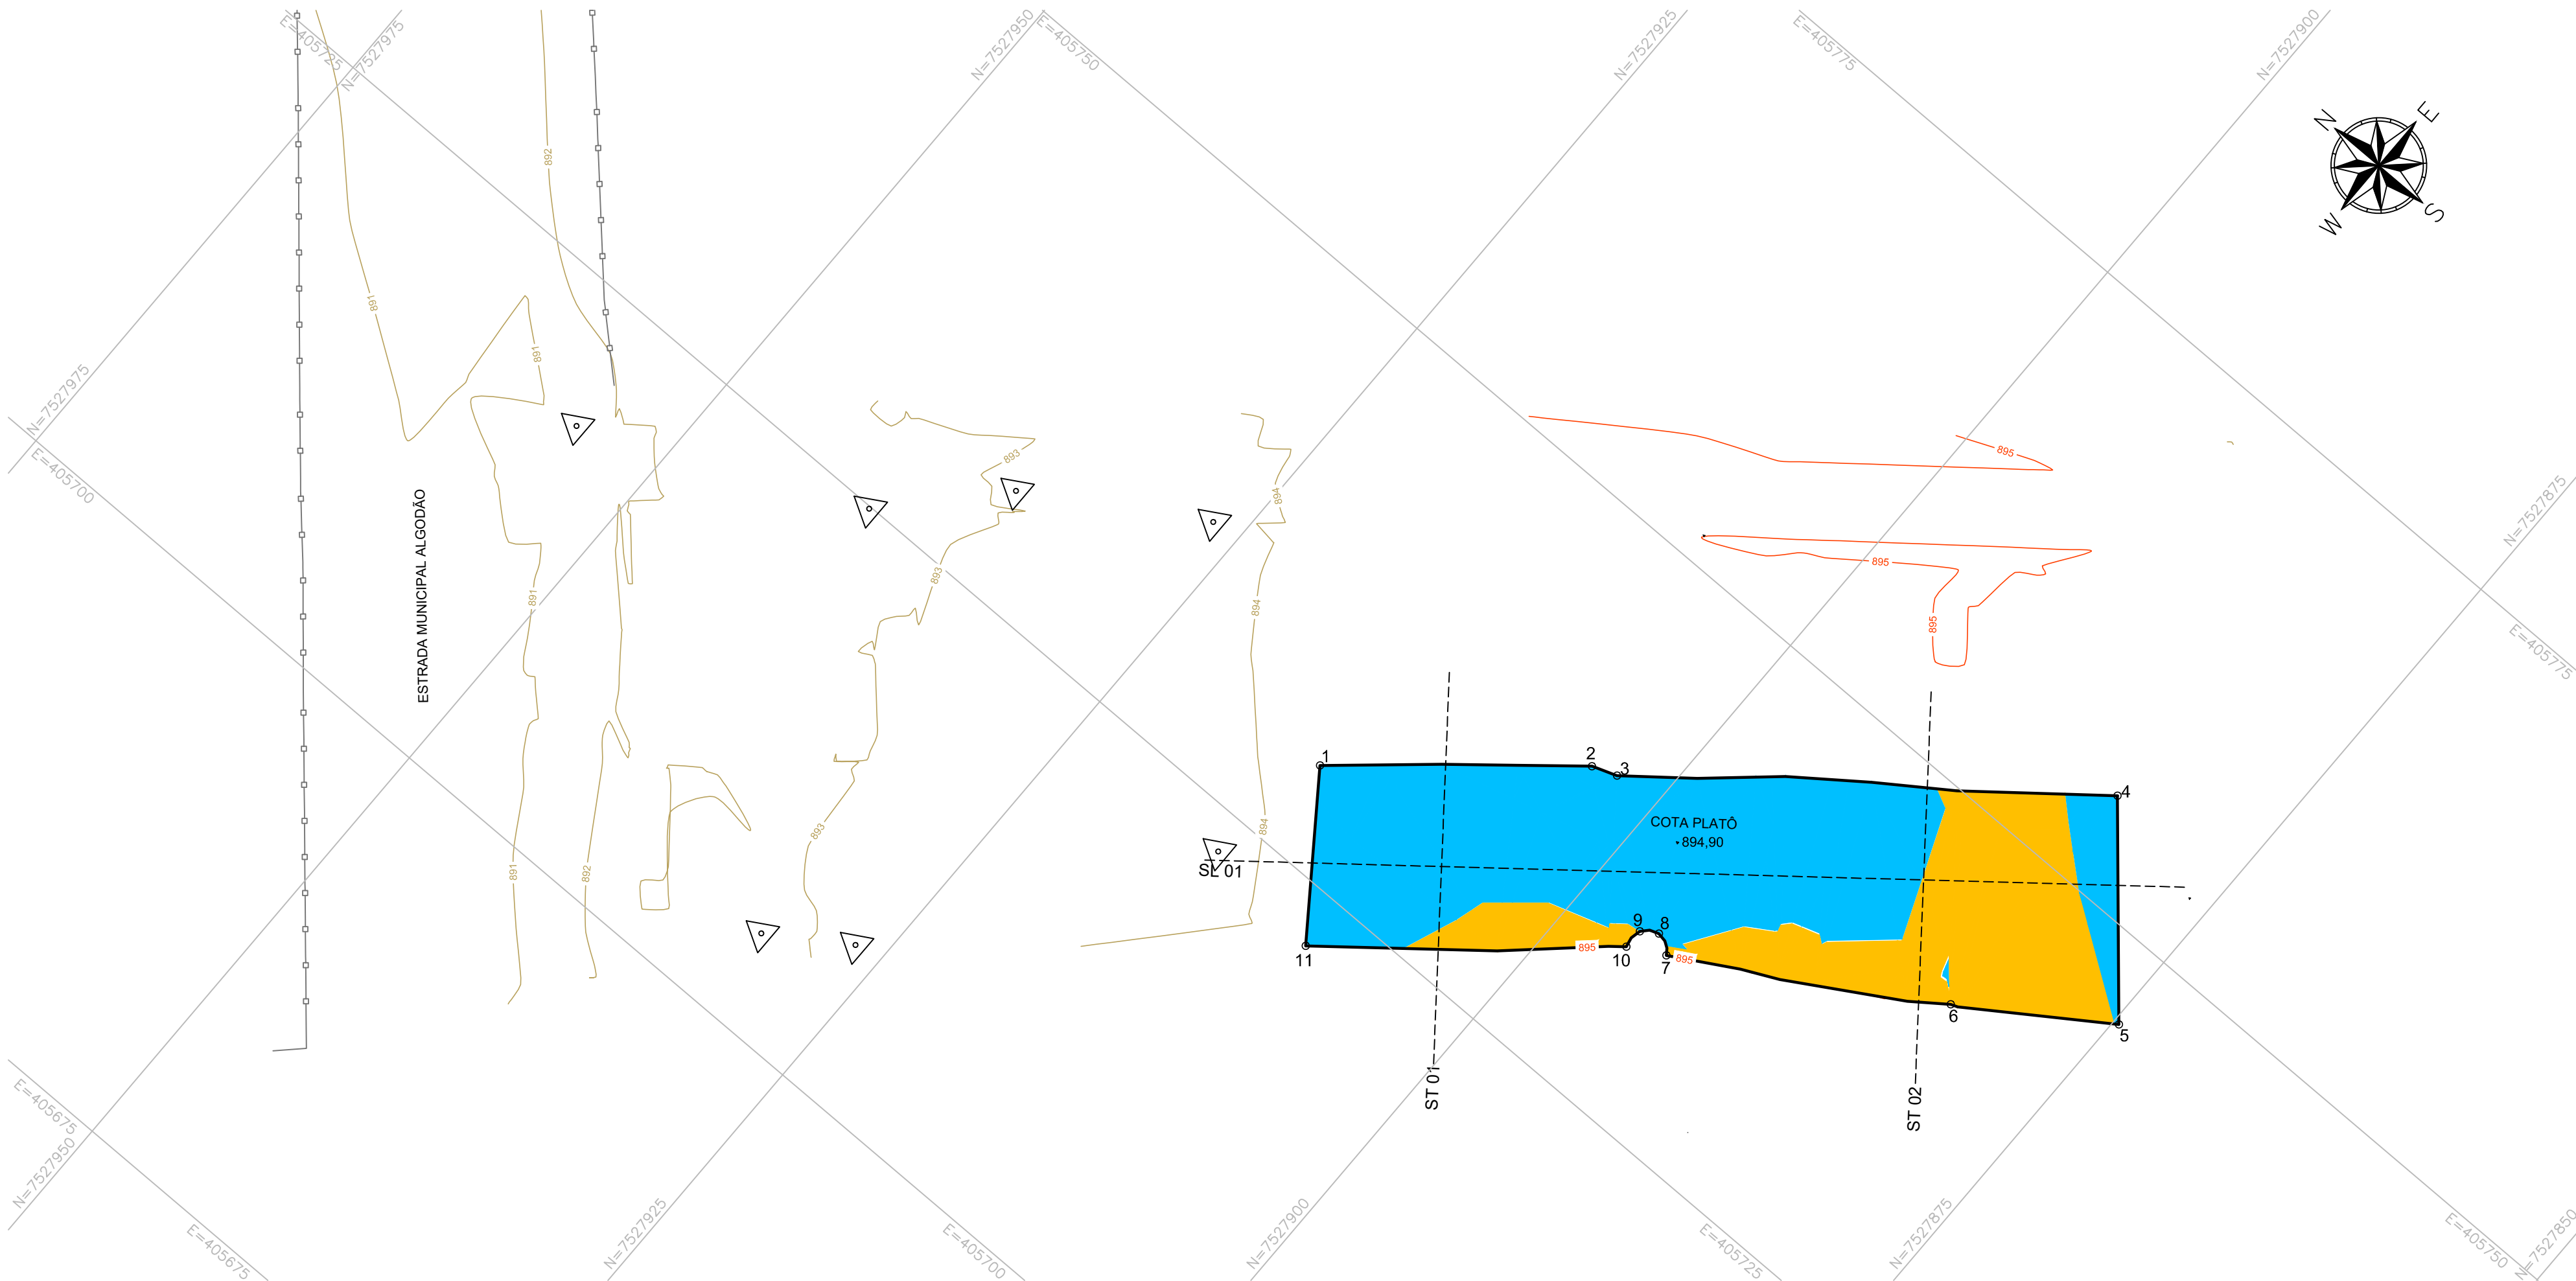 E=405725
N=7527975
N=7527950
E=405750
N=7527925
E=405775
N=7527900
N
E
W
S
892
891
891
N=7527975
E=405700
893
894
895
N=7527875
ESTRADA MUNICIPAL ALGODÃO
891
893
894
895
895
E=405775
1
2
3
4
COTA PLATÔ
894,90
893
894
SL 01
891
892
9
8
895
10
7
895
11
6
5
ST 01
ST 02
E=405675
N=7527950
E=405675
N=7527925
E=405700
N=7527900
E=405725
N=7527875
E=405750
N=7527850